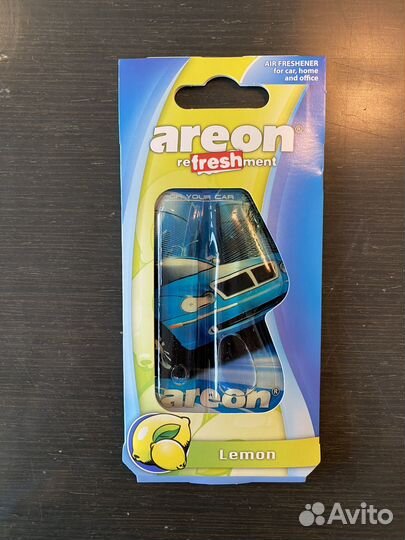 AIR FRESHENER
for car, home
and office
areon®
refreshment
FOR YOUR CAR
areon®
Lemon
Avito